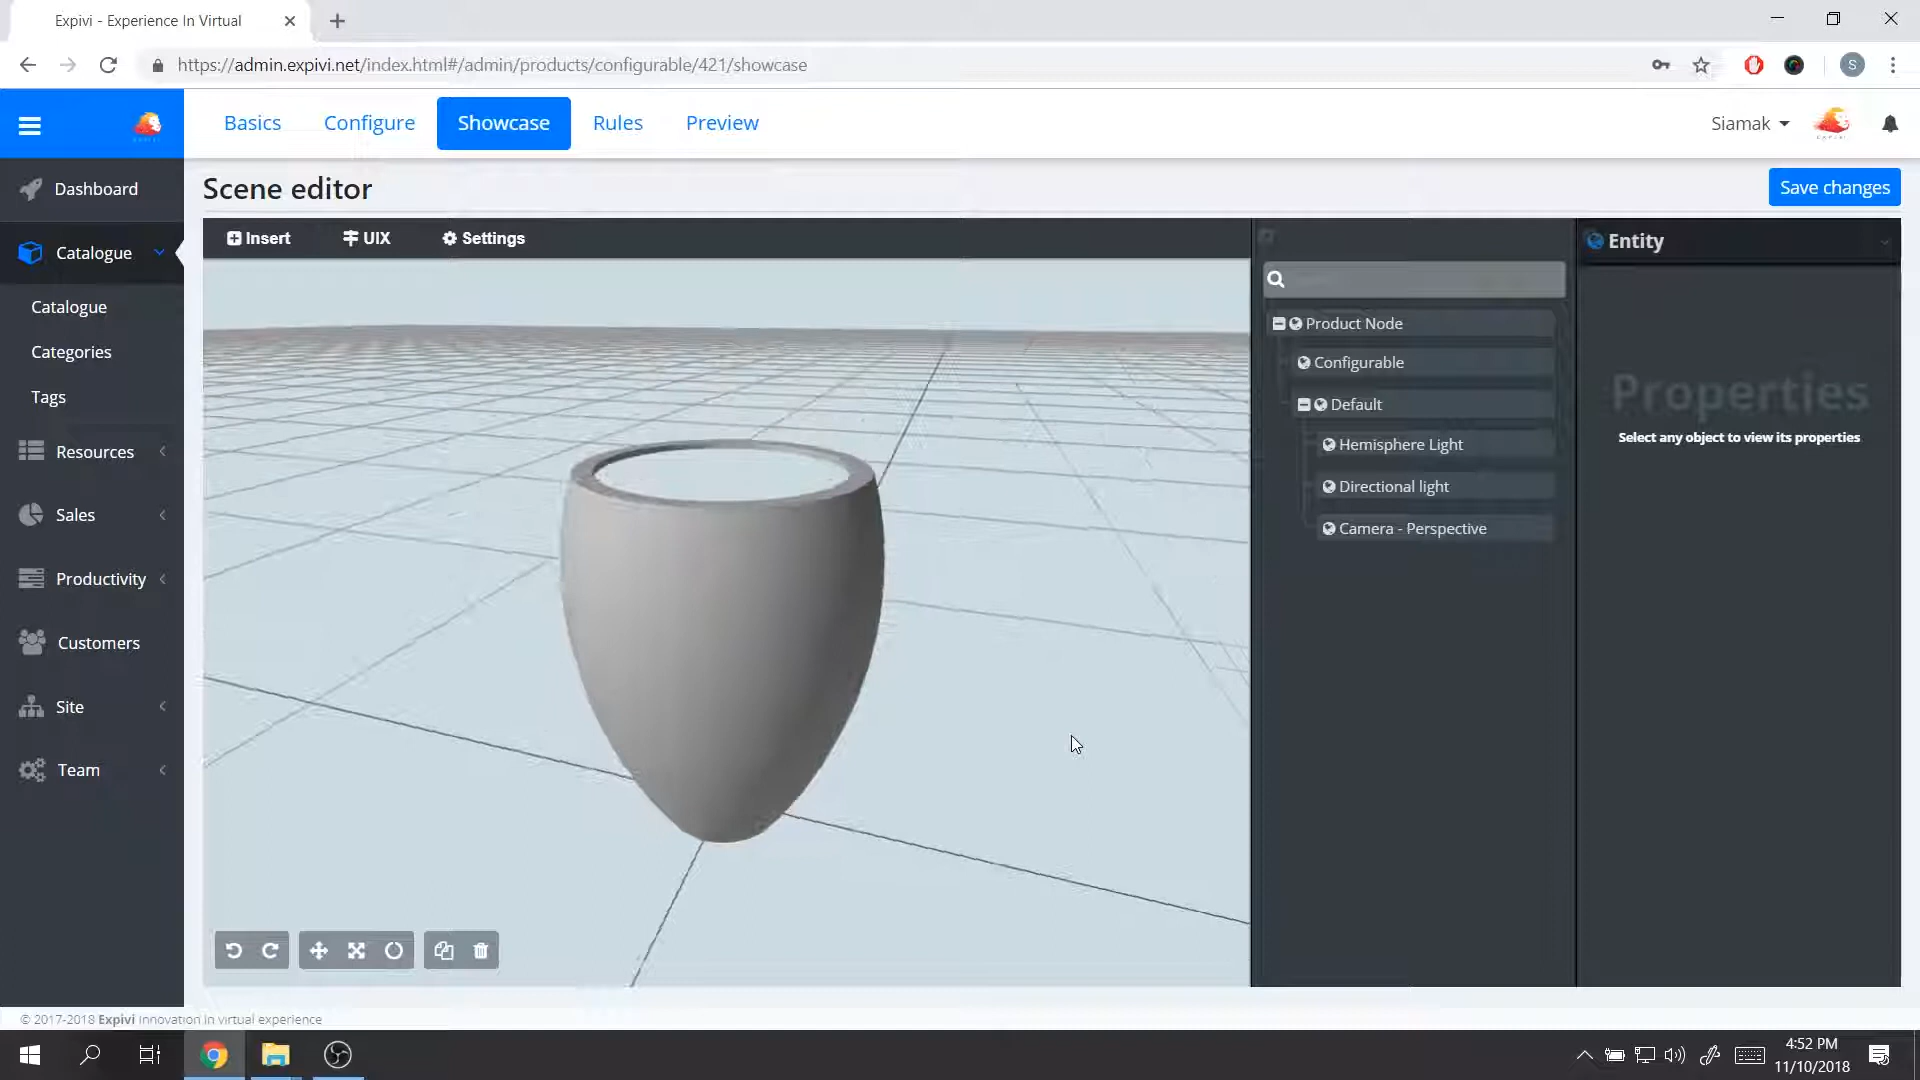 Expivi - Experience In Virtual
https://admin.expivi.net/index.html#/admin/products/configurable/421/showcase
S
Basics
Configure
Showcase
Rules
Preview
Siamak
Dashboard
Scene editor
Save changes
Insert
UIX
Settings
Entity
Catalogue
Catalogue
Categories
Tags
Resources
Sales
Productivity
Customers
Site
Team
Product Node
Configurable
Default
Hemisphere Light
Directional light
Camera - Perspective
Properties
Select any object to view its properties
© 2017-2018 Expivi innovation in virtual experience
4:52 PM
11/10/2018